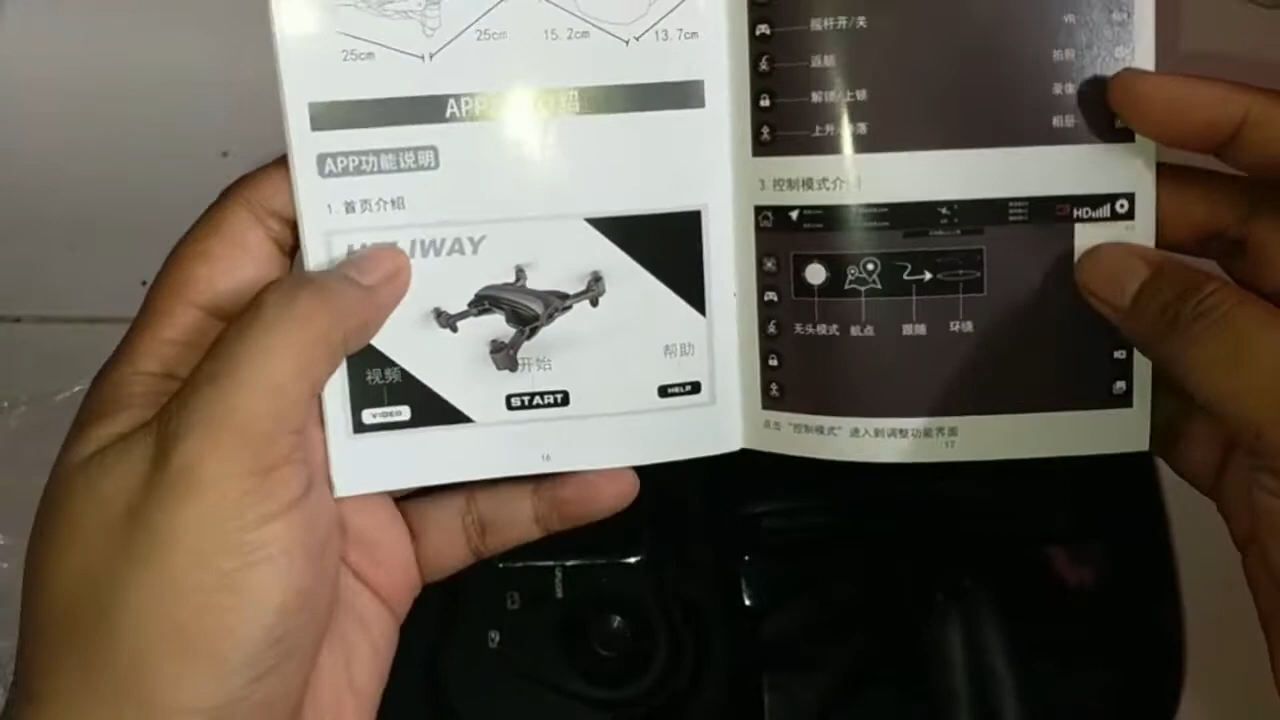 25cm
25cm
15.2cm
13.7cm
APP
APP功能说明
1.首页介绍
视频
VIDEO
开始
START
帮助
HELP
16
摇杆开/关
返航
解锁/上锁
上升/
VR
拍照
录像
相册
3.控制模式介
HD
无头模式
航点
跟随
环绕
点击“控制模式”进入到调整功能界面
17